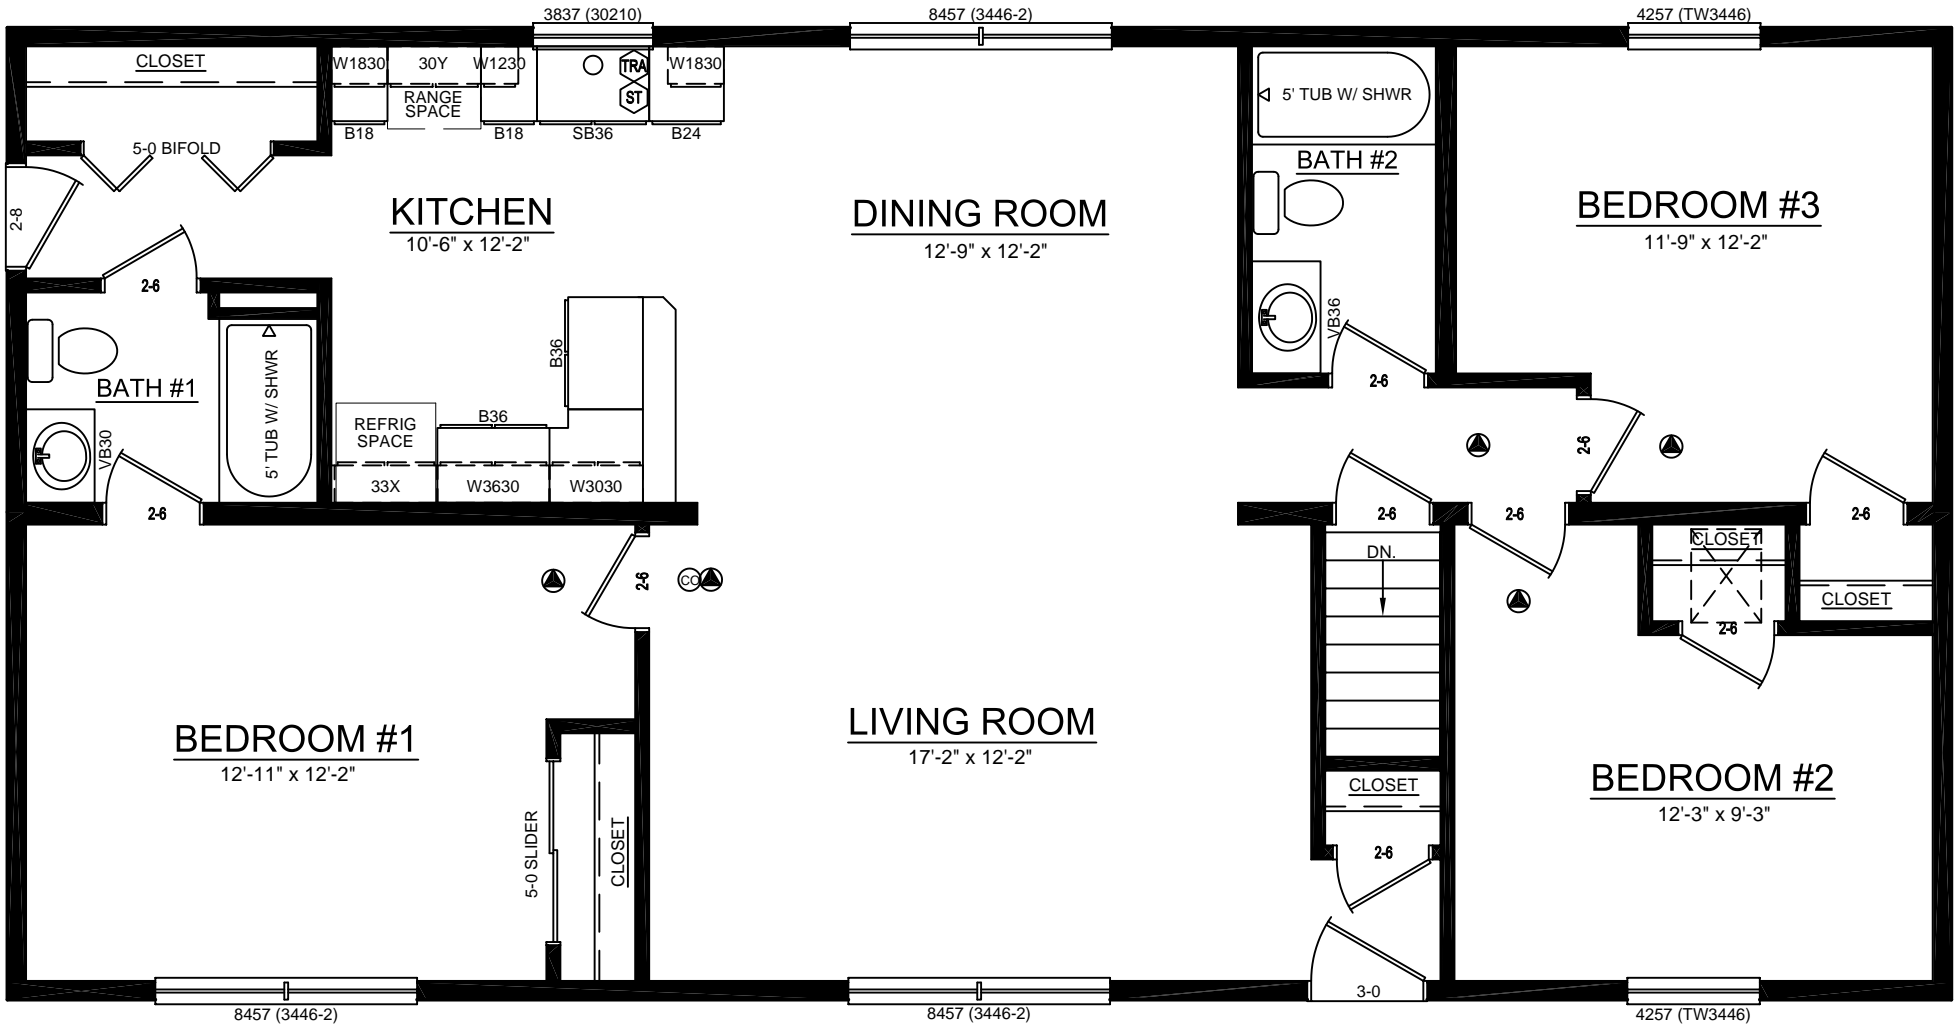 3837 (30210)
8457 (3446-2)
4257 (TW3446)
CLOSET
W1830
30Y
W1230
TRA
ST
W1830
RANGE
SPACE
B18
B18
SB36
B24
5-0 BIFOLD
5' TUB W/ SHWR
BATH #2
2-8
KITCHEN
10'-6" x 12'-2"
DINING ROOM
12'-9" x 12'-2"
BEDROOM #3
11'-9" x 12'-2"
2-6
VB36
2-6
B36
BATH #1
5' TUB W/ SHWR
VB30
REFRIG
SPACE
B36
33X
W3630
W3030
2-6
2-6
2-6
2-6
2-6
2-6
CO
DN.
CLOSET
2-6
CLOSET
BEDROOM #1
12'-11" x 12'-2"
LIVING ROOM
17'-2" x 12'-2"
BEDROOM #2
12'-3" x 9'-3"
5-0 SLIDER
CLOSET
CLOSET
2-6
3-0
8457 (3446-2)
8457 (3446-2)
4257 (TW3446)